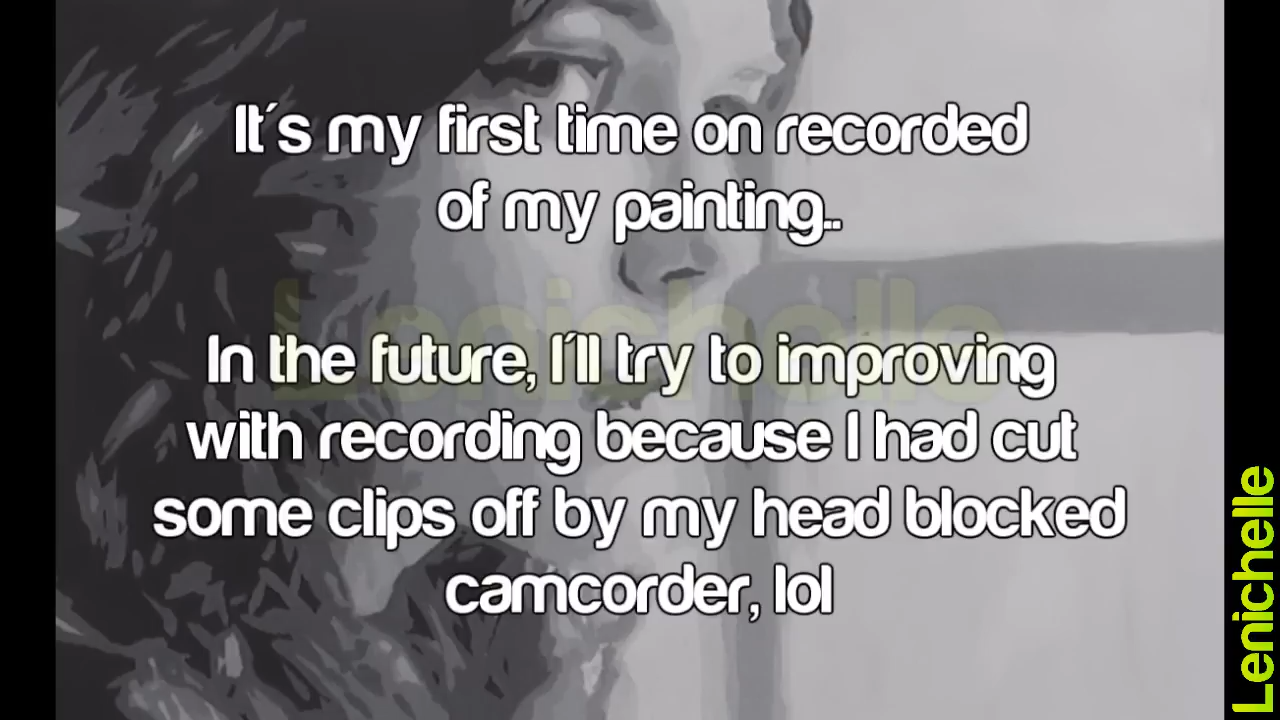 It´s my first time on recorded
of my painting..
In the future, I´ll try to improving
with recording because I had cut
some clips off by my head blocked
camcorder, lol
Lenichelle
Lenichelle